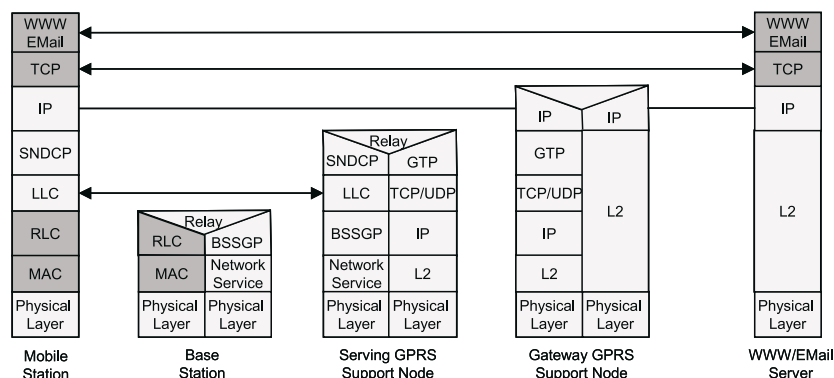 WWW
EMail
TCP
IP
SNDCP
LLC
RLC
MAC
Physical
Layer
Mobile
Station
Relay
RLC
BSSGP
MAC
Network
Service
Physical
Layer
Physical
Layer
Base
Station
Relay
SNDCP
GTP
LLC
TCP/UDP
BSSGP
IP
Network
Service
L2
Physical
Layer
Physical
Layer
Serving GPRS
Support Node
IP
IP
GTP
TCP/UDP
IP
L2
L2
Physical
Layer
Physical
Layer
Gateway GPRS
Support Node
WWW
EMail
TCP
IP
L2
Physical
Layer
WWW/EMail
Server